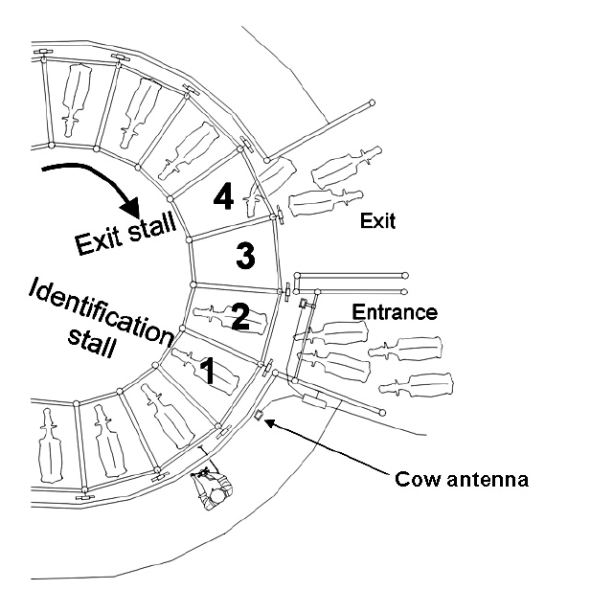 4
Exit stall
Exit
3
Identification
stall
2
Entrance
1
Cow antenna